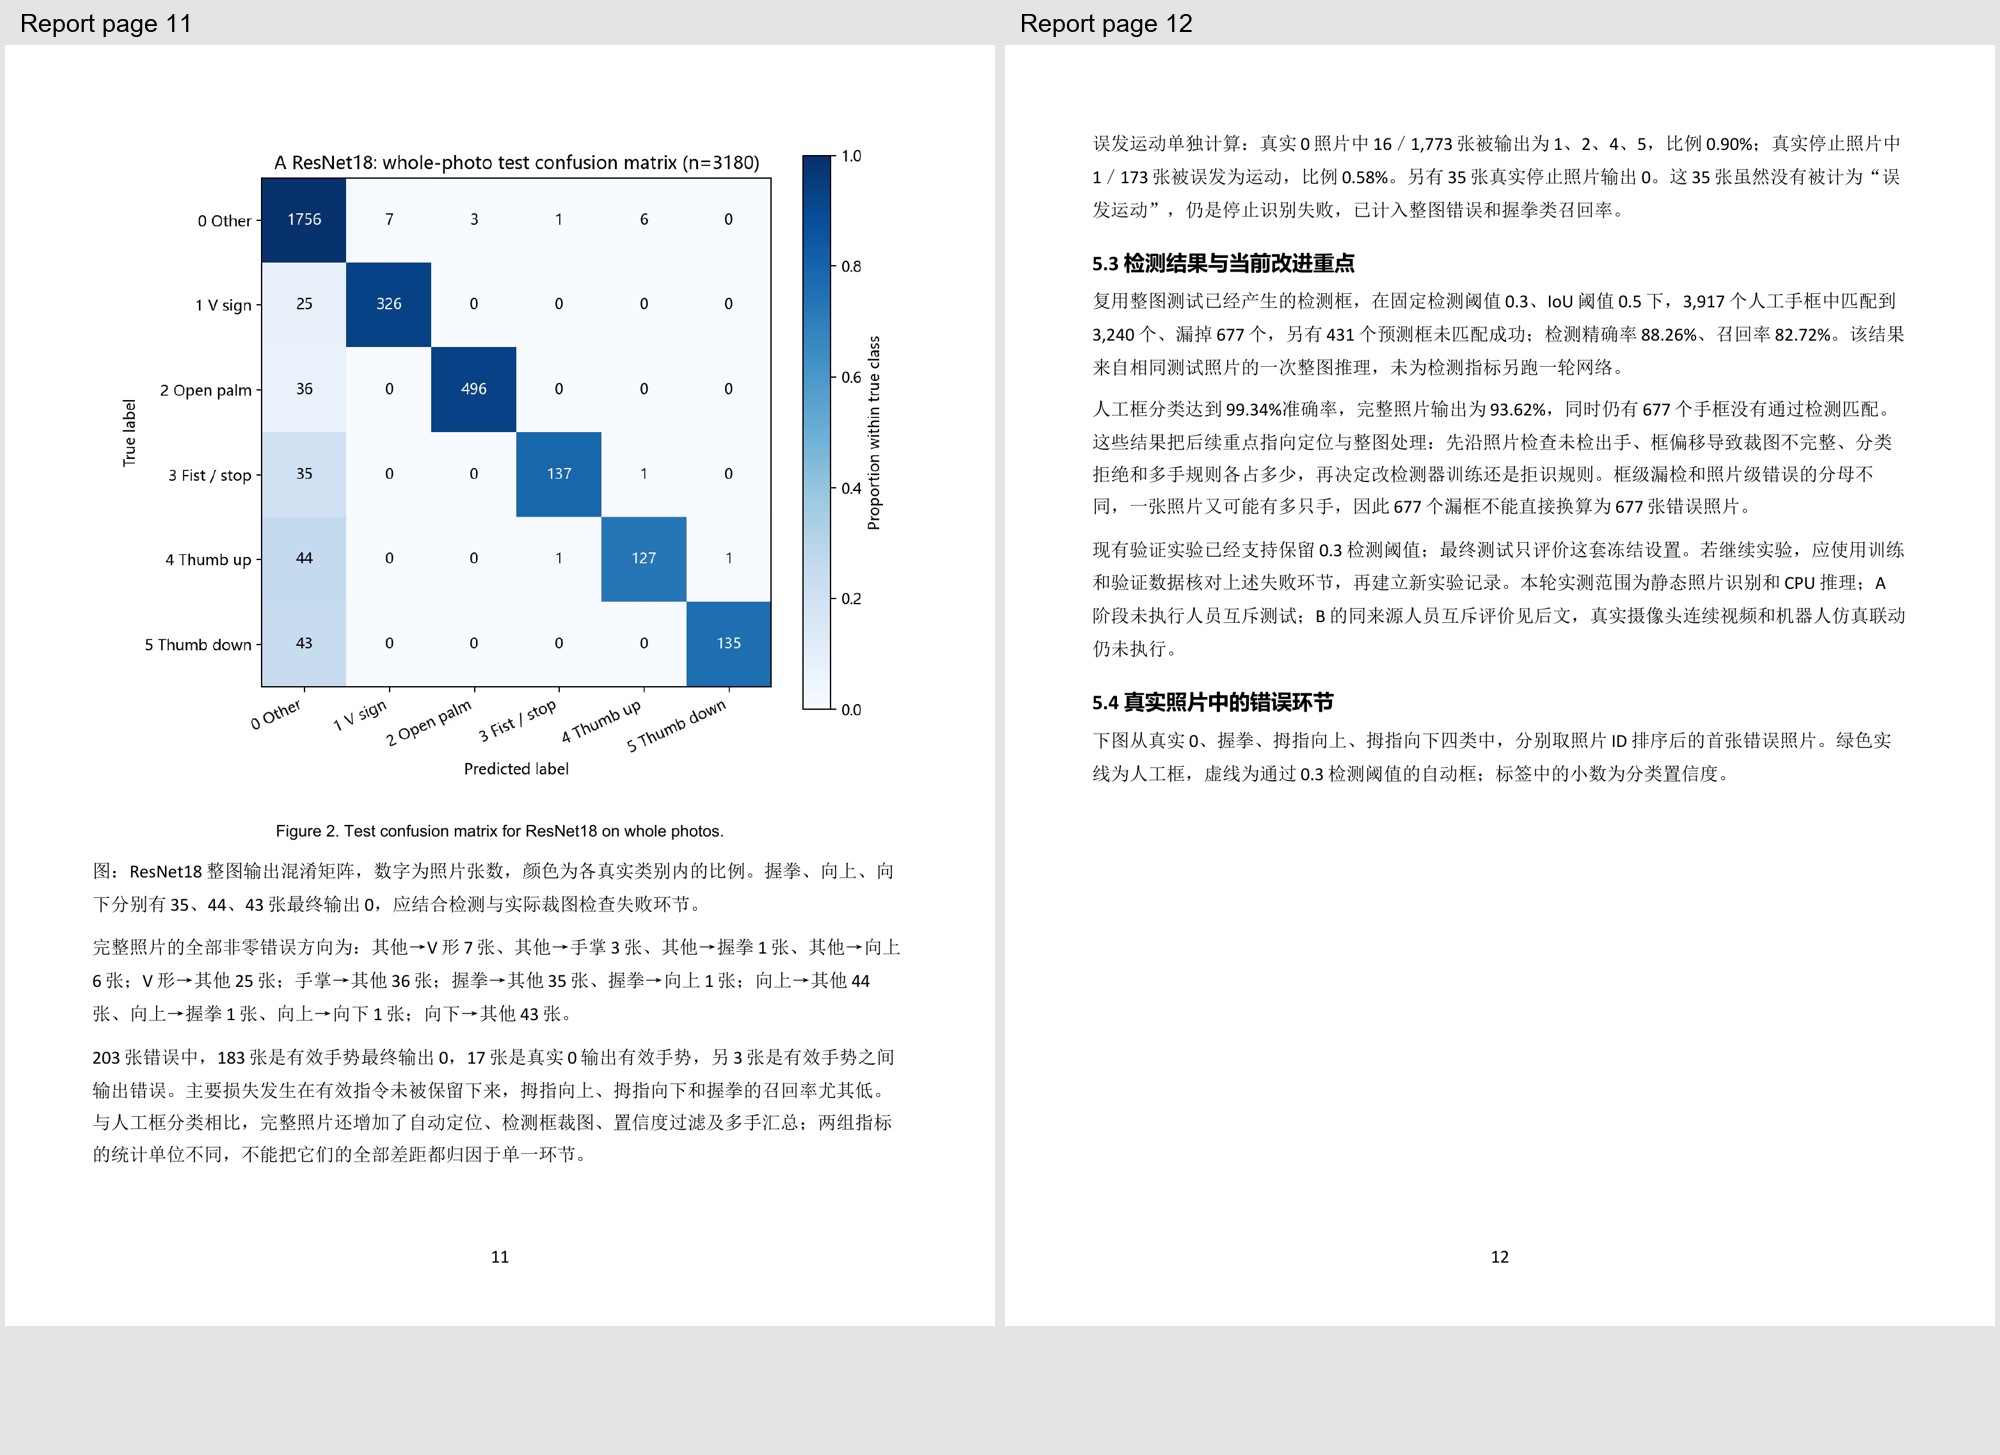 Report page 11
A ResNet18: whole-photo test confusion matrix (n=3180)
True label
0 Other 1756 7 3 1 6 0
1 V sign 25 326 0 0 0 0
2 Open palm 36 0 496 0 0 0
3 Fist / stop 35 0 0 137 1 0
4 Thumb up 44 0 0 1 127 1
5 Thumb down 43 0 0 0 0 135
0 Other 1 V sign 2 Open palm 3 Fist / stop 4 Thumb up 5 Thumb down
Predicted label
1.0
0.8
0.6
0.4
0.2
0.0
Proportion within true class
Figure 2. Test confusion matrix for ResNet18 on whole photos.
图：ResNet18 整图输出混淆矩阵，数字为照片张数，颜色为各真实类别内的比例。握拳、向上、向
下分别有 35、44、43 张最终输出 0，应结合检测与实际裁图检查失败环节。
完整照片的全部非零错误方向为：其他→V 形 7 张、其他→手掌 3 张、其他→握拳 1 张、其他→向上
6 张；V 形→其他 25 张；手掌→其他 36 张；握拳→其他 35 张、握拳→向上 1 张；向上→其他 44
张、向上→握拳 1 张、向上→向下 1 张；向下→其他 43 张。
203 张错误中，183 张是有效手势最终输出 0，17 张是真实 0 输出有效手势，另 3 张是有效手势之间
输出错误。主要损失发生在有效指令未被保留下来，拇指向上、拇指向下和握拳的召回率尤其低。
与人工框分类相比，完整照片还增加了自动定位、检测框裁图、置信度过滤及多手汇总；两组指标
的统计单位不同，不能把它们的全部差距都归因于单一环节。
11
Report page 12
误发运动单独计算：真实 0 照片中 16 / 1,773 张被输出为 1、2、4、5，比例 0.90%；真实停止照片中
1 / 173 张被误发为运动，比例 0.58%。另有 35 张真实停止照片输出 0。这 35 张虽然没有被计为“误
发运动”，仍是停止识别失败，已计入整图错误和握拳类召回率。
5.3 检测结果与当前改进重点
复用整图测试已经产生的检测框，在固定检测阈值 0.3、IoU 阈值 0.5 下，3,917 个人工手框中匹配到
3,240 个、漏掉 677 个，另有 431 个预测框未匹配成功；检测精确率 88.26%、召回率 82.72%。该结果
来自相同测试照片的一次整图推理，未为检测指标另跑一轮网络。
人工框分类达到 99.34%准确率，完整照片输出为 93.62%，同时仍有 677 个手框没有通过检测匹配。
这些结果把后续重点指向定位与整图处理：先沿照片检查未检出手、框偏移导致裁图不完整、分类
拒绝和多手规则各占多少，再决定改检测器训练还是拒识规则。框级漏检和照片级错误的分母不
同，一张照片又可能有多只手，因此 677 个漏框不能直接换算为 677 张错误照片。
现有验证实验已经支持保留 0.3 检测阈值；最终测试只评价这套冻结设置。若继续实验，应使用训练
和验证数据核对上述失败环节，再建立新实验记录。本轮实测范围为静态照片识别和 CPU 推理；A
阶段未执行人员互斥测试；B 的同来源人员互斥评价见后文，真实摄像头连续视频和机器人仿真联动
仍未执行。
5.4 真实照片中的错误环节
下图从真实 0、握拳、拇指向上、拇指向下四类中，分别取照片 ID 排序后的首张错误照片。绿色实
线为人工框，虚线为通过 0.3 检测阈值的自动框；标签中的小数为分类置信度。
12